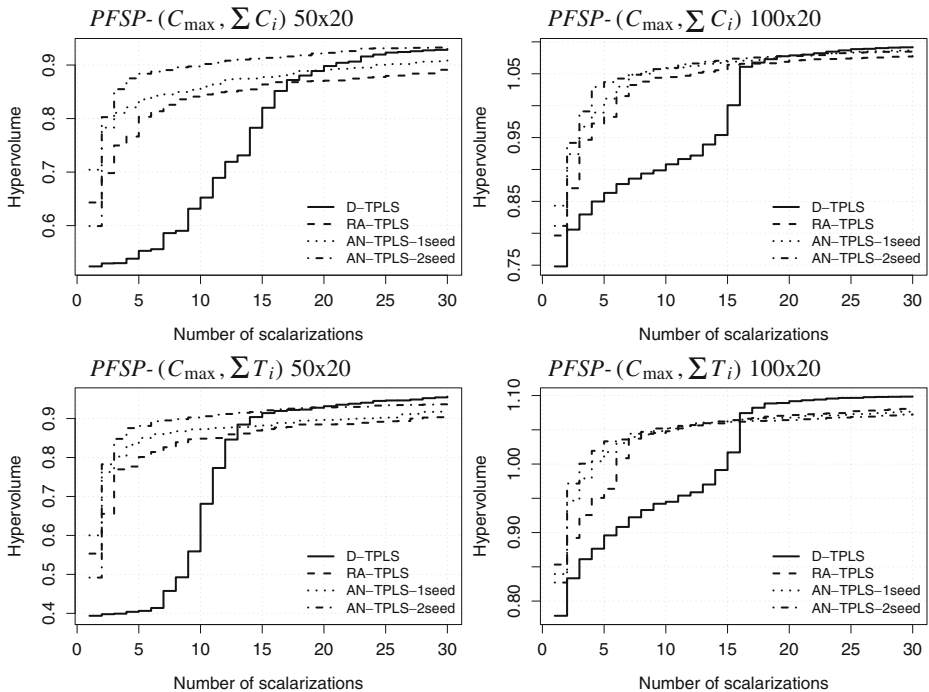 PFSP- (Cmax, ∑ Ci) 50x20
Hypervolume
0.6 0.7 0.8 0.9
D−TPLS
RA−TPLS
AN−TPLS−1seed
AN−TPLS−2seed
0 5 10 15 20 25 30
Number of scalarizations
PFSP- (Cmax, ∑ Ci) 100x20
Hypervolume
0.75 0.85 0.95 1.05
D−TPLS
RA−TPLS
AN−TPLS−1seed
AN−TPLS−2seed
0 5 10 15 20 25 30
Number of scalarizations
PFSP- (Cmax, ∑ Ti) 50x20
Hypervolume
0.4 0.5 0.6 0.7 0.8 0.9
D−TPLS
RA−TPLS
AN−TPLS−1seed
AN−TPLS−2seed
0 5 10 15 20 25 30
Number of scalarizations
PFSP- (Cmax, ∑ Ti) 100x20
Hypervolume
0.80 0.90 1.00 1.10
D−TPLS
RA−TPLS
AN−TPLS−1seed
AN−TPLS−2seed
0 5 10 15 20 25 30
Number of scalarizations